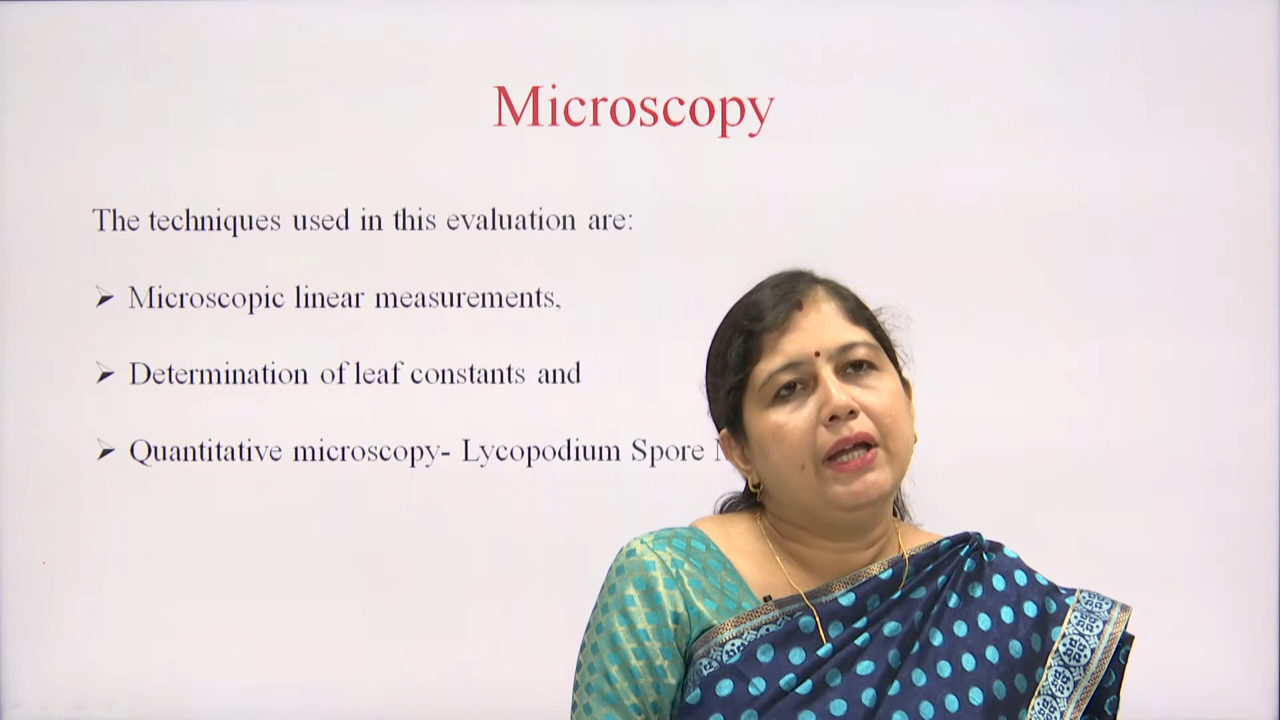 Microscopy
The techniques used in this evaluation are:
➢ Microscopic linear measurements,
➢ Determination of leaf constants and
➢ Quantitative microscopy- Lycopodium Spore